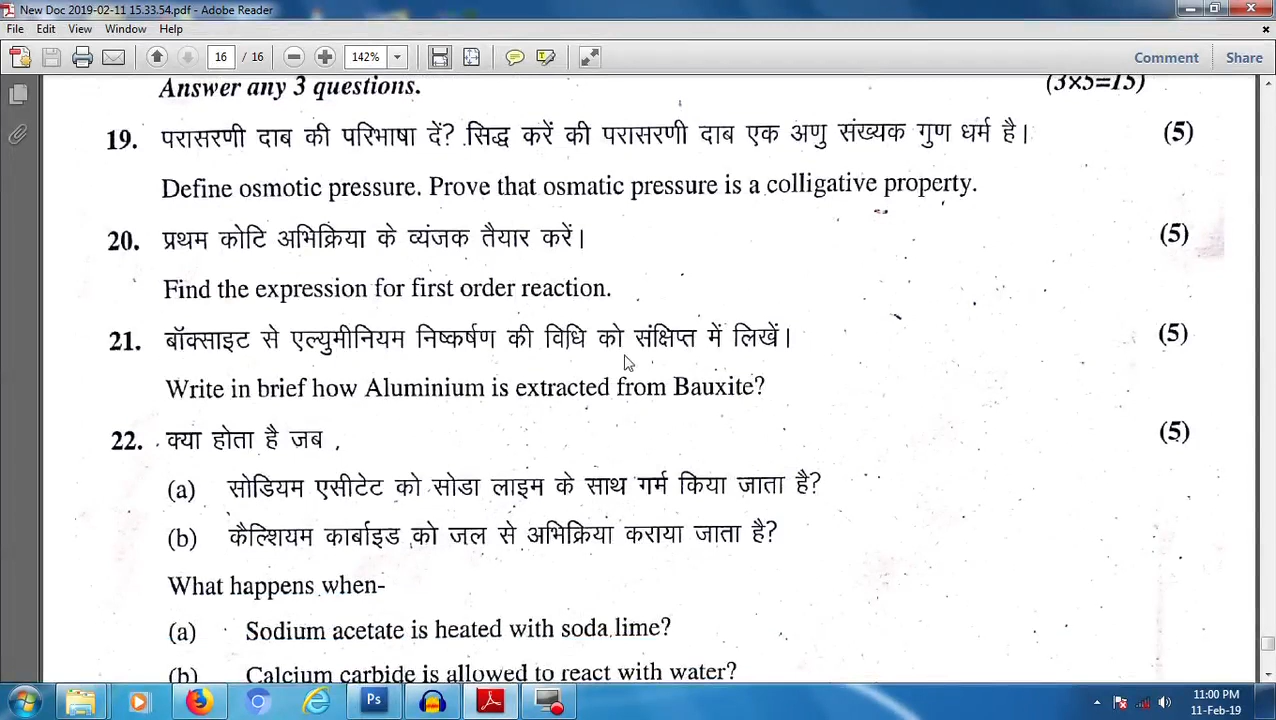 New Doc 2019-02-11 15.33.54.pdf - Adobe Reader
File Edit View Window Help
16 / 16 142% Comment Share
Answer any 3 questions. (3×5=15)
19. परासरणी दाब की परिभाषा दें? सिद्ध करें की परासरणी दाब एक अणु संख्यक गुण धर्म है। (5)
Define osmotic pressure. Prove that osmatic pressure is a colligative property.
20. प्रथम कोटि अभिक्रिया के व्यंजक तैयार करें। (5)
Find the expression for first order reaction.
21. बॉक्साइट से एल्युमीनियम निष्कर्षण की विधि को संक्षिप्त में लिखें। (5)
Write in brief how Aluminium is extracted from Bauxite?
22. क्या होता है जब (5)
(a) सोडियम एसीटेट को सोडा लाइम के साथ गर्म किया जाता है?
(b) कैल्शियम कार्बाइड को जल से अभिक्रिया कराया जाता है?
What happens when-
(a) Sodium acetate is heated with soda lime?
(b) Calcium carbide is allowed to react with water?
Ps
11:00 PM
11-Feb-19